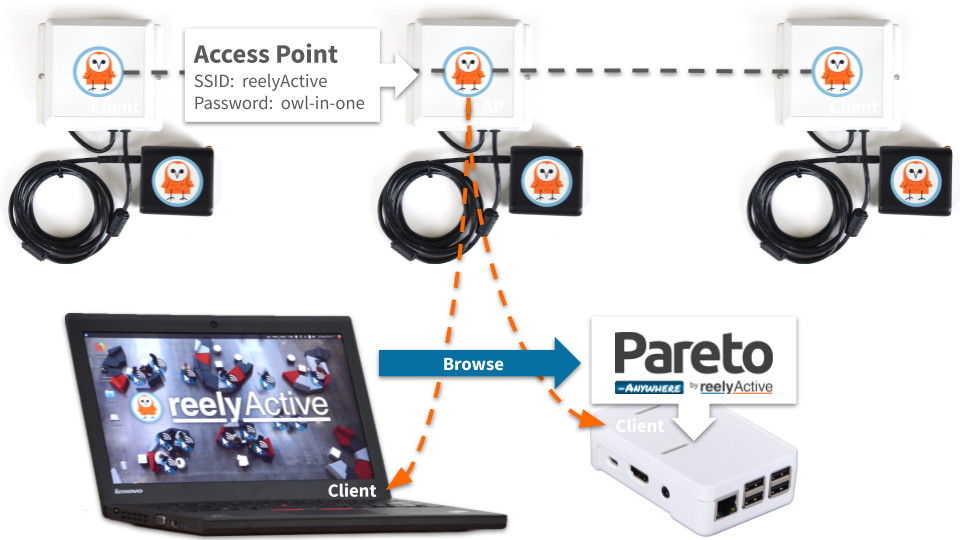 Access Point
SSID: reelyActive
Password: owl-in-one
Client
AP
Client
Browse
Pareto
-ANYWHERE by reelyActive
Client
reelyActive
lenovo
Client